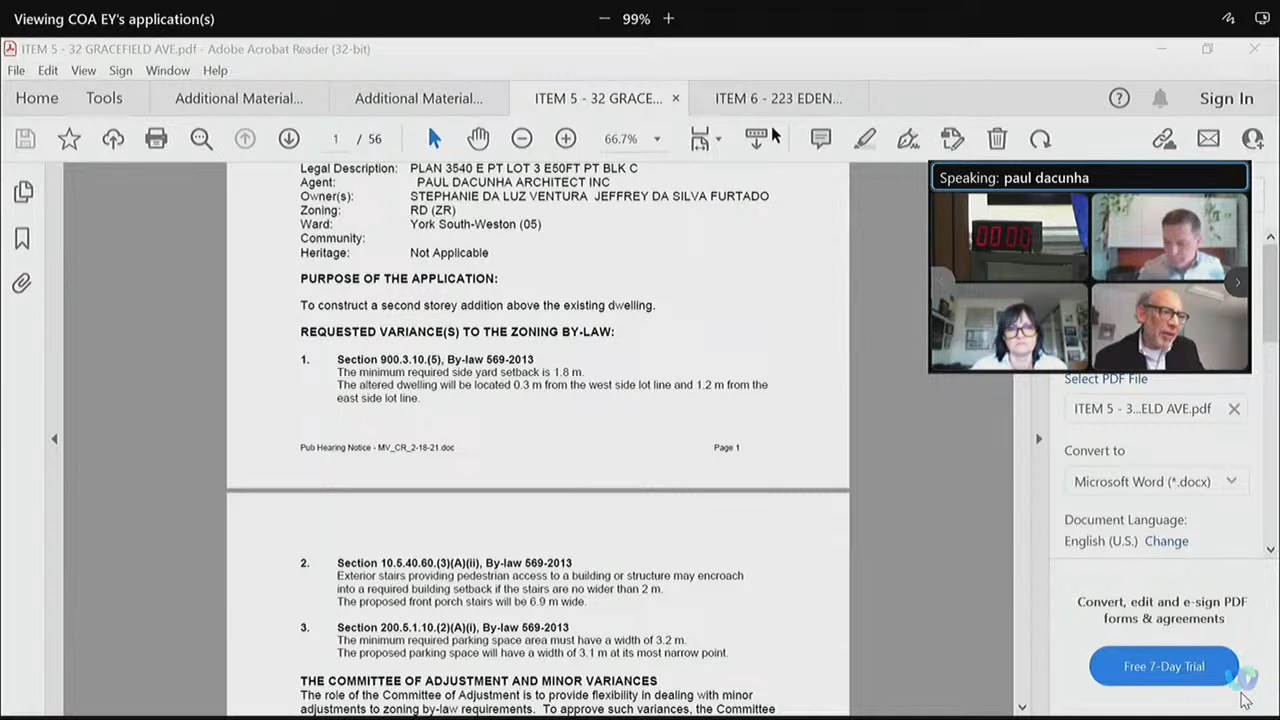 Viewing COA EY's application(s)
99%
ITEM 5 - 32 GRACEFIELD AVE.pdf - Adobe Acrobat Reader (32-bit)
File Edit View Sign Window Help
Home Tools Additional Material... Additional Material... ITEM 5 - 32 GRACE... × ITEM 6 - 223 EDEN... Sign In
1 / 56 66.7%
Legal Description: PLAN 3540 E PT LOT 3 E50FT PT BLK C
Agent: PAUL DACUNHA ARCHITECT INC
Owner(s): STEPHANIE DA LUZ VENTURA JEFFREY DA SILVA FURTADO
Zoning: RD (ZR)
Ward: York South-Weston (05)
Community:
Heritage: Not Applicable
PURPOSE OF THE APPLICATION:
To construct a second storey addition above the existing dwelling.
REQUESTED VARIANCE(S) TO THE ZONING BY-LAW:
1. Section 900.3.10.(5), By-law 569-2013
The minimum required side yard setback is 1.8 m.
The altered dwelling will be located 0.3 m from the west side lot line and 1.2 m from the
east side lot line.
Pub Hearing Notice - MV_CR_2-18-21.doc Page 1
2. Section 10.5.40.60.(3)(A)(ii), By-law 569-2013
Exterior stairs providing pedestrian access to a building or structure may encroach
into a required building setback if the stairs are no wider than 2 m.
The proposed front porch stairs will be 6.9 m wide.
3. Section 200.5.1.10.(2)(A)(i), By-law 569-2013
The minimum required parking space area must have a width of 3.2 m.
The proposed parking space will have a width of 3.1 m at its most narrow point.
THE COMMITTEE OF ADJUSTMENT AND MINOR VARIANCES
The role of the Committee of Adjustment is to provide flexibility in dealing with minor
adjustments to zoning by-law requirements. To approve such variances, the Committee
Speaking: paul dacunha
00:00
Select PDF File
ITEM 5 - 3...ELD AVE.pdf
Convert to
Microsoft Word (*.docx)
Document Language:
English (U.S.) Change
Convert, edit and e-sign PDF
forms & agreements
Free 7-Day Trial